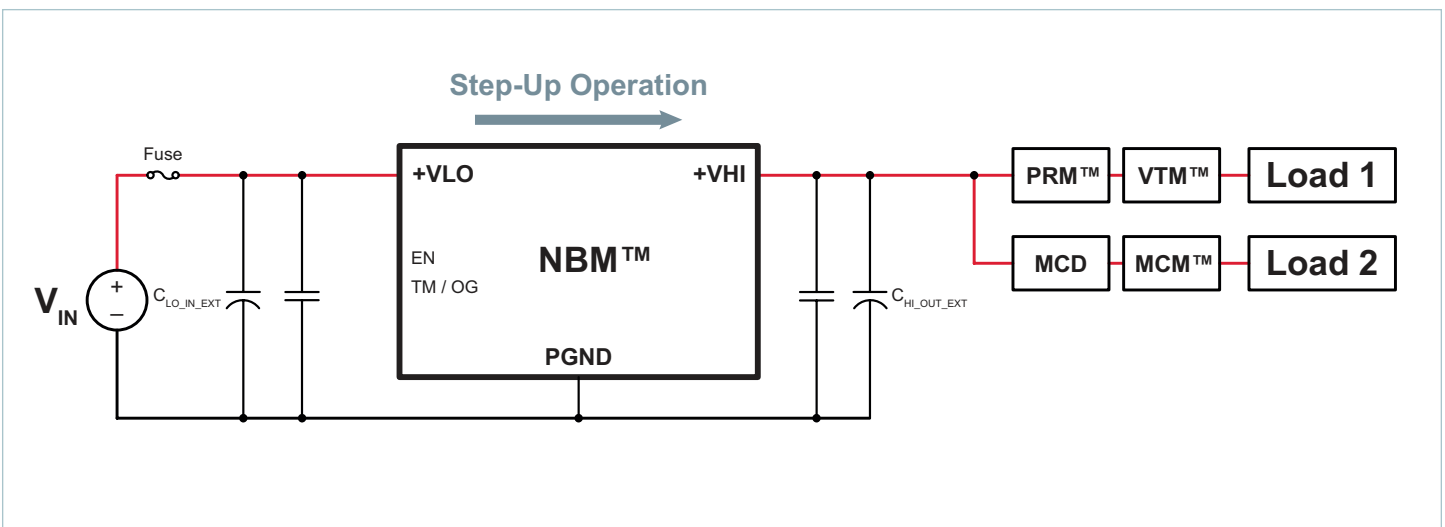 Step-Up Operation
Fuse
+VLO
+VHI
PRM™
VTM™
Load 1
EN
NBM™
TM / OG
MCD
MCM™
Load 2
V_IN
+
–
C_LO_IN_EXT
C_HI_OUT_EXT
PGND